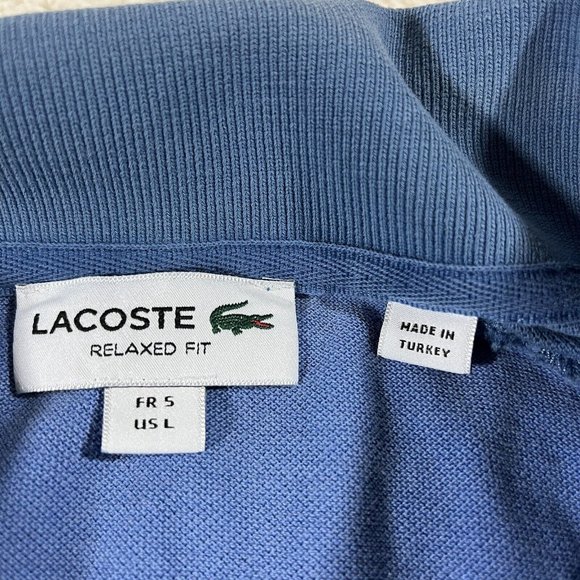 LACOSTE
RELAXED FIT
FR 5
US L
MADE IN
TURKEY